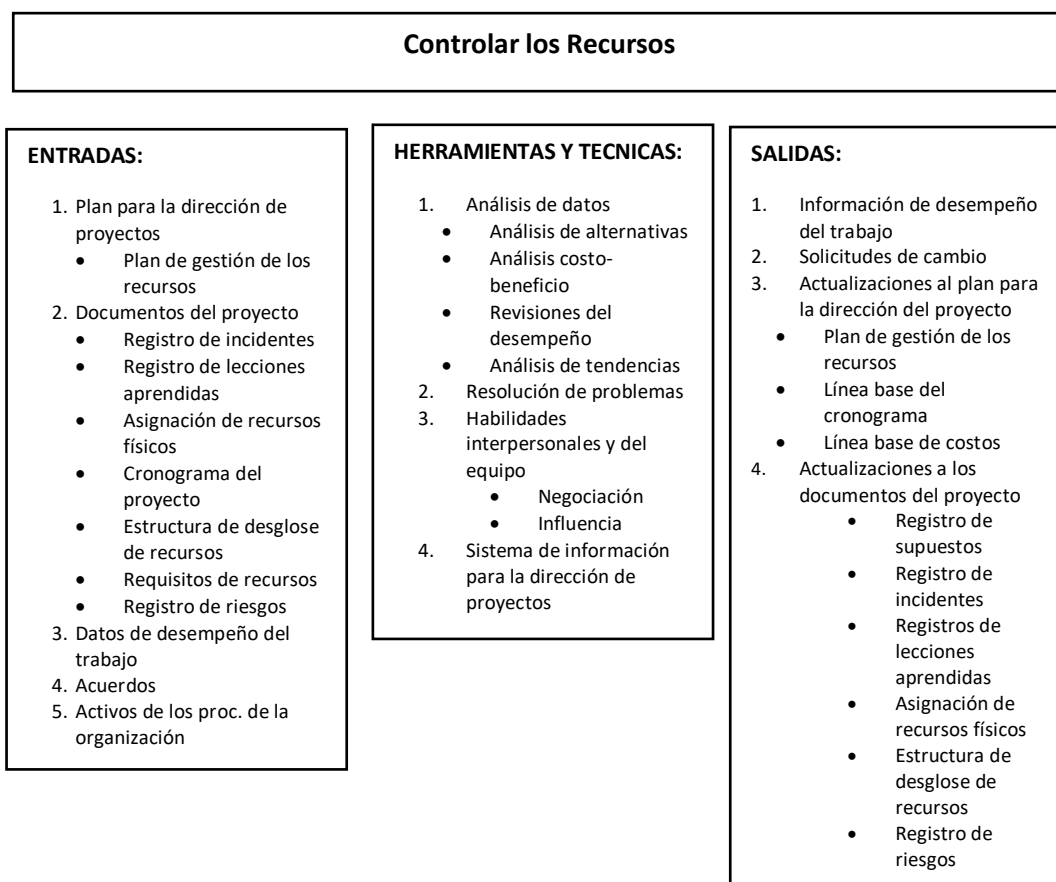 Controlar los Recursos
ENTRADAS:
1. Plan para la dirección de
proyectos
• Plan de gestión de los
recursos
2. Documentos del proyecto
• Registro de incidentes
• Registro de lecciones
aprendidas
• Asignación de recursos
físicos
• Cronograma del
proyecto
• Estructura de desglose
de recursos
• Requisitos de recursos
• Registro de riesgos
3. Datos de desempeño del
trabajo
4. Acuerdos
5. Activos de los proc. de la
organización
HERRAMIENTAS Y TECNICAS:
1. Análisis de datos
• Análisis de alternativas
• Análisis costo-
beneficio
• Revisiones del
desempeño
• Análisis de tendencias
2. Resolución de problemas
3. Habilidades
interpersonales y del
equipo
• Negociación
• Influencia
4. Sistema de información
para la dirección de
proyectos
SALIDAS:
1. Información de desempeño
del trabajo
2. Solicitudes de cambio
3. Actualizaciones al plan para
la dirección del proyecto
• Plan de gestión de los
recursos
• Línea base del
cronograma
• Línea base de costos
4. Actualizaciones a los
documentos del proyecto
• Registro de
supuestos
• Registro de
incidentes
• Registros de
lecciones
aprendidas
• Asignación de
recursos físicos
• Estructura de
desglose de
recursos
• Registro de
riesgos